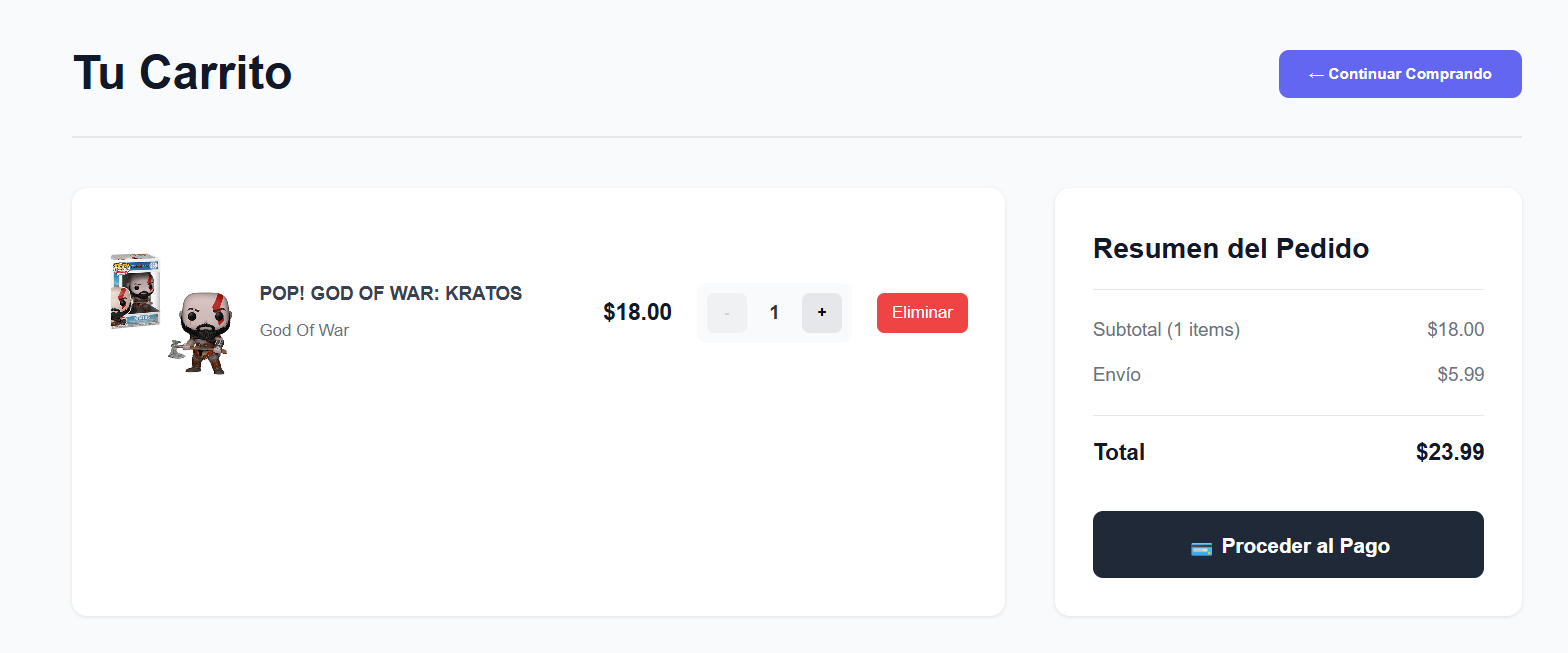 Tu Carrito
← Continuar Comprando
POP! GOD OF WAR: KRATOS
God Of War
$18.00
- 1 +
Eliminar
Resumen del Pedido
Subtotal (1 items) $18.00
Envío $5.99
Total $23.99
💳 Proceder al Pago